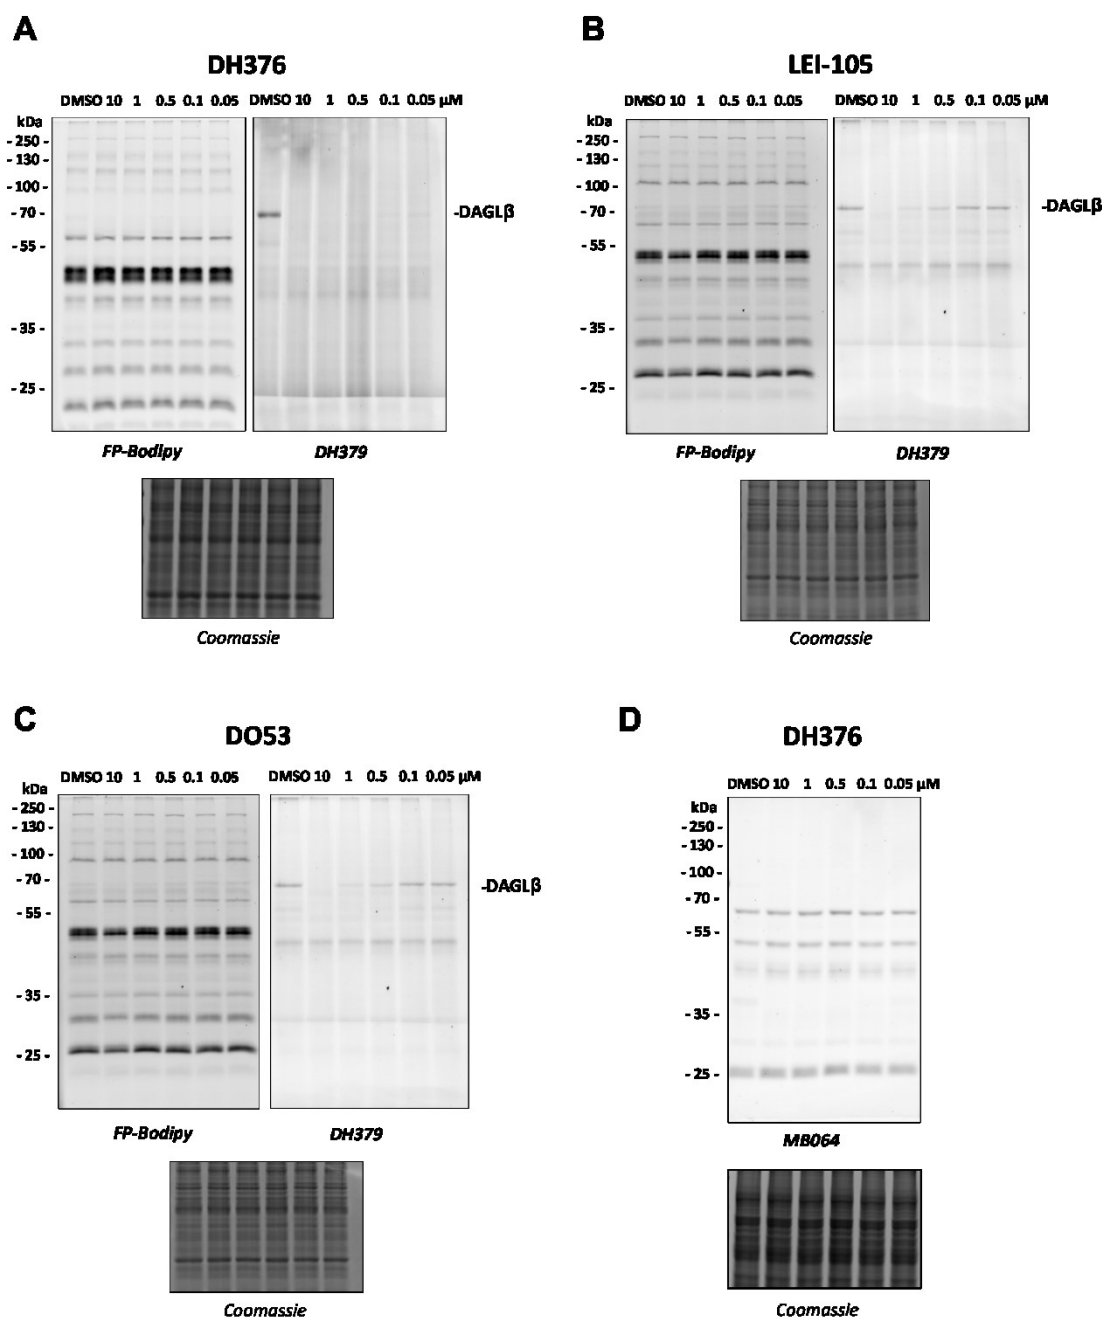 A
DH376
DMSO 10 1 0.5 0.1 0.05
DMSO 10 1 0.5 0.1 0.05 µM
kDa
- 250 -
- 130 -
- 100 -
- 70 -
- 55 -
- 35 -
- 25 -
-DAGLβ
FP-Bodipy
DH379
Coomassie
B
LEI-105
DMSO 10 1 0.5 0.1 0.05
DMSO 10 1 0.5 0.1 0.05 µM
kDa
- 250 -
- 130 -
- 100 -
- 70 -
- 55 -
- 35 -
- 25 -
-DAGLβ
FP-Bodipy
DH379
Coomassie
C
DO53
DMSO 10 1 0.5 0.1 0.05
DMSO 10 1 0.5 0.1 0.05 µM
kDa
- 250 -
- 130 -
- 100 -
- 70 -
- 55 -
- 35 -
- 25 -
-DAGLβ
FP-Bodipy
DH379
Coomassie
D
DH376
DMSO 10 1 0.5 0.1 0.05 µM
kDa
- 250 -
- 130 -
- 100 -
- 70 -
- 55 -
- 35 -
- 25 -
MB064
Coomassie